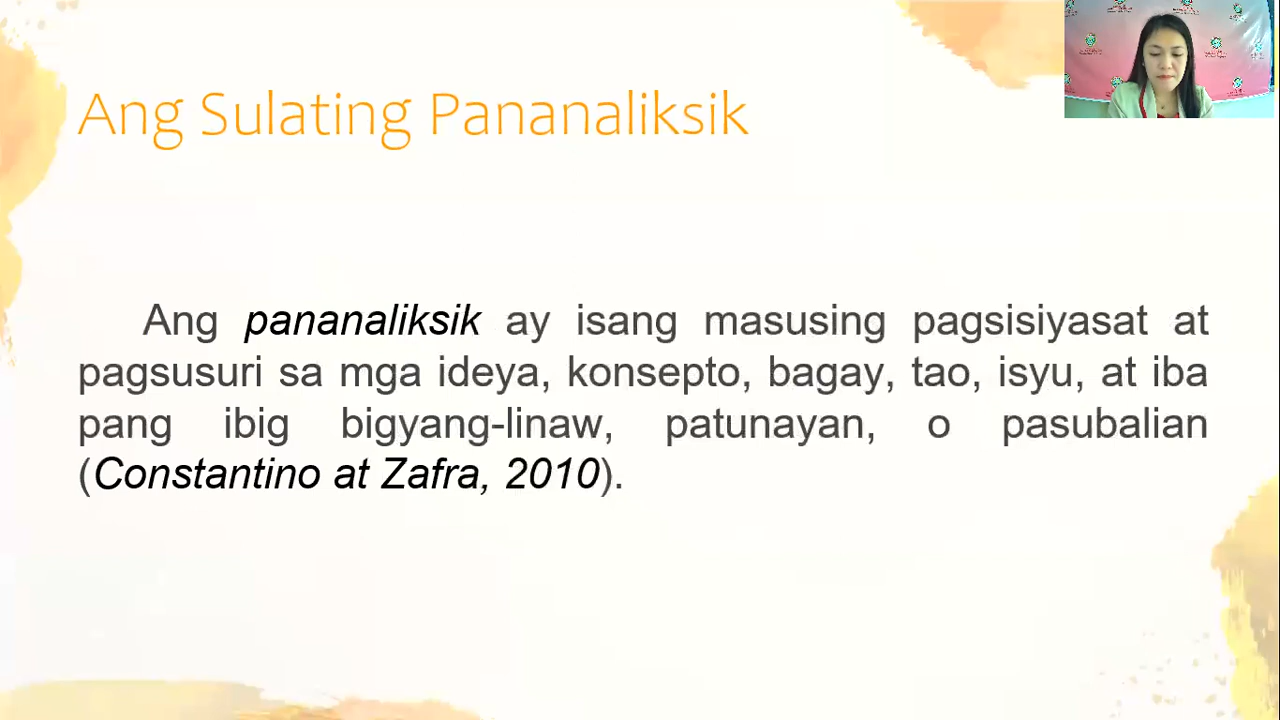 Ang Sulating Pananaliksik
Ang pananaliksik ay isang masusing pagsisiyasat at
pagsusuri sa mga ideya, konsepto, bagay, tao, isyu, at iba
pang ibig bigyang-linaw, patunayan, o pasubalian
(Constantino at Zafra, 2010).